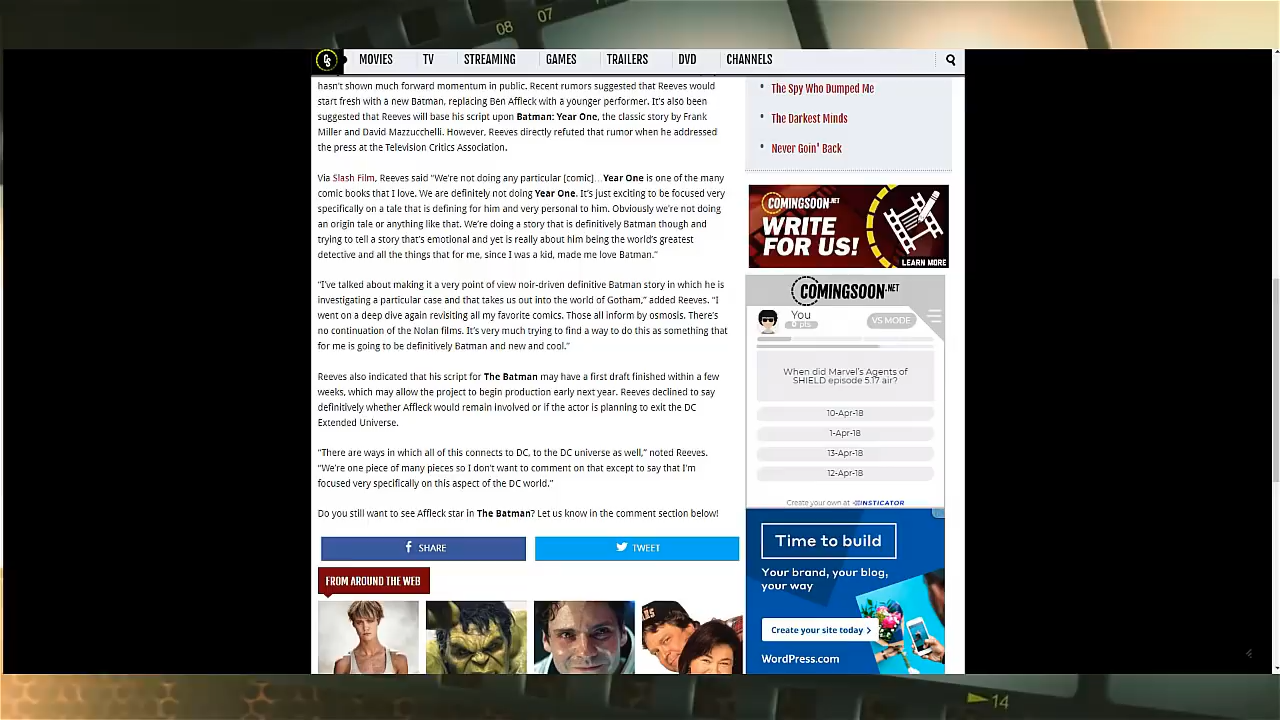 08
07
MOVIES
TV
STREAMING
GAMES
TRAILERS
DVD
CHANNELS
hasn't shown much forward momentum in public. Recent rumors suggested that Reeves would
start fresh with a new Batman, replacing Ben Affleck with a younger performer. It's also been
suggested that Reeves will base his script upon Batman: Year One, the classic story by Frank
Miller and David Mazzucchelli. However, Reeves directly refuted that rumor when he addressed
the press at the Television Critics Association.
Via Slash Film, Reeves said “We're not doing any particular [comic]…Year One is one of the many
comic books that I love. We are definitely not doing Year One. It's just exciting to be focused very
specifically on a tale that is defining for him and very personal to him. Obviously we're not doing
an origin tale or anything like that. We're doing a story that is definitively Batman though and
trying to tell a story that's emotional and yet is really about him being the world's greatest
detective and all the things that for me, since I was a kid, made me love Batman.”
“I've talked about making it a very point of view noir-driven definitive Batman story in which he is
investigating a particular case and that takes us out into the world of Gotham,” added Reeves. “I
went on a deep dive again revisiting all my favorite comics. Those all inform by osmosis. There's
no continuation of the Nolan films. It's very much trying to find a way to do this as something that
for me is going to be definitively Batman and new and cool.”
Reeves also indicated that his script for The Batman may have a first draft finished within a few
weeks, which may allow the project to begin production early next year. Reeves declined to say
definitively whether Affleck would remain involved or if the actor is planning to exit the DC
Extended Universe.
“There are ways in which all of this connects to DC, to the DC universe as well,” noted Reeves.
“We're one piece of many pieces so I don't want to comment on that except to say that I'm
focused very specifically on this aspect of the DC world.”
Do you still want to see Affleck star in The Batman? Let us know in the comment section below!
SHARE
TWEET
FROM AROUND THE WEB
The Spy Who Dumped Me
The Darkest Minds
Never Goin' Back
COMINGSOON.NET
WRITE
FOR US!
LEARN MORE
COMINGSOON.NET
You
0 pts
VS MODE
When did Marvel's Agents of
SHIELD episode 5.17 air?
10-Apr-18
1-Apr-18
13-Apr-18
12-Apr-18
Create your own at INSTICATOR
Time to build
Your brand, your blog,
your way
Create your site today
WordPress.com
14